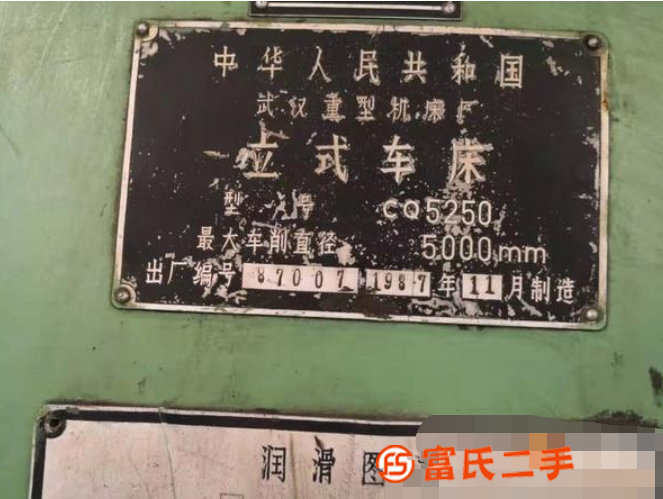 中华人民共和国
武汉重型机床厂
立式车床
型号 CQ5250
最大车削直径 5000mm
出厂编号 87007 1987年11月制造
润滑图
FS 富氏二手